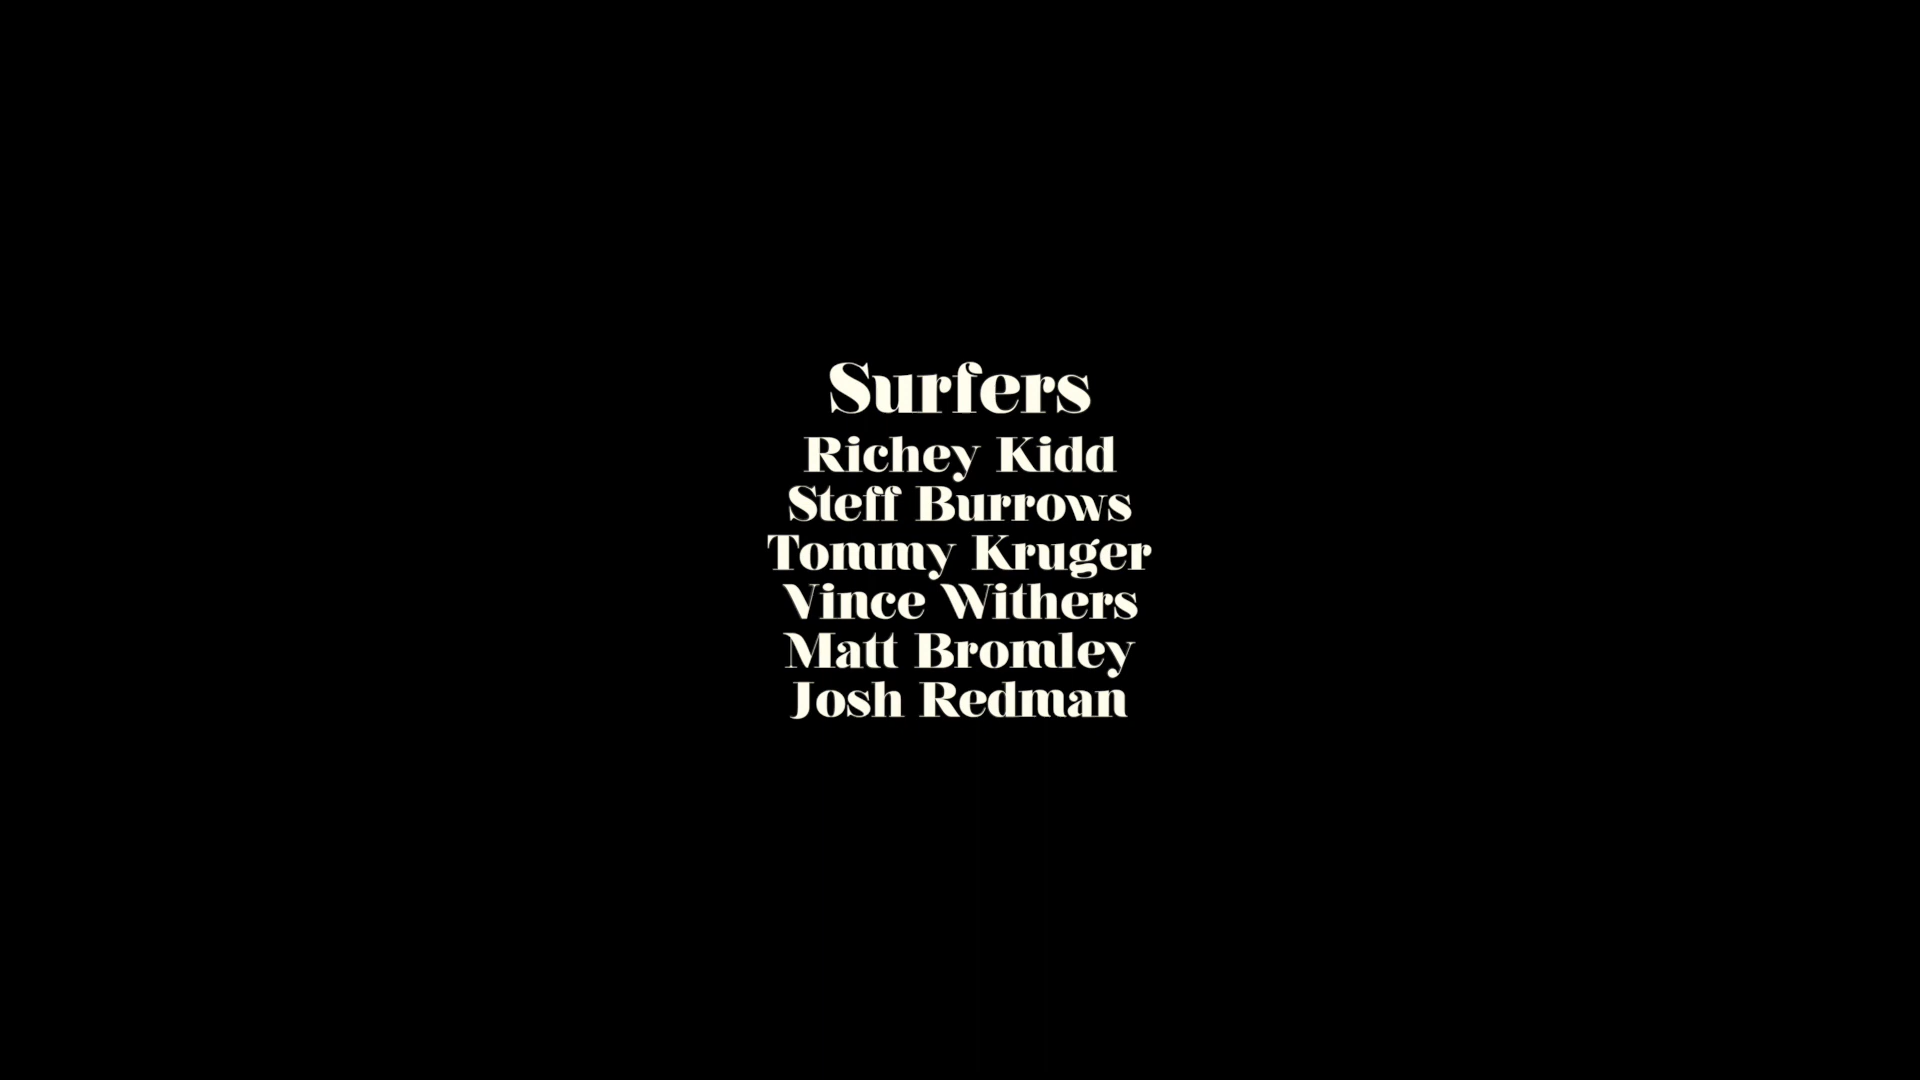 Surfers
Richey Kidd
Steff Burrows
Tommy Kruger
Vince Withers
Matt Bromley
Josh Redman